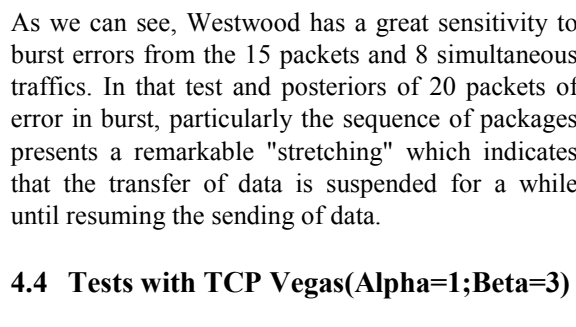 As we can see, Westwood has a great sensitivity to
burst errors from the 15 packets and 8 simultaneous
traffics. In that test and posteriors of 20 packets of
error in burst, particularly the sequence of packages
presents a remarkable "stretching" which indicates
that the transfer of data is suspended for a while
until resuming the sending of data.
4.4 Tests with TCP Vegas(Alpha=1;Beta=3)